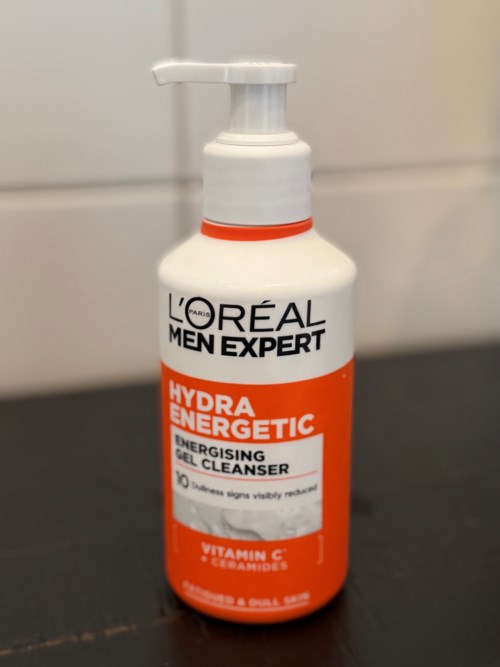 L'ORÉAL
PARIS
MEN EXPERT
HYDRA
ENERGETIC
ENERGISING
GEL CLEANSER
10 Dullness signs visibly reduced
VITAMIN C*
+ CERAMIDES
FATIGUED & DULL SKIN